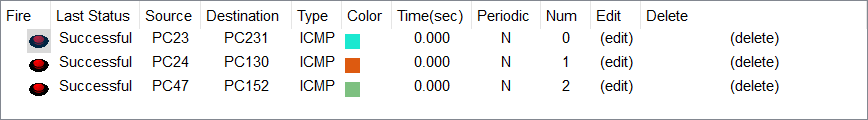 Fire Last Status Source Destination Type Color Time(sec) Periodic Num Edit Delete
Successful PC23 PC231 ICMP 0.000 N 0 (edit) (delete)
Successful PC24 PC130 ICMP 0.000 N 1 (edit) (delete)
Successful PC47 PC152 ICMP 0.000 N 2 (edit) (delete)